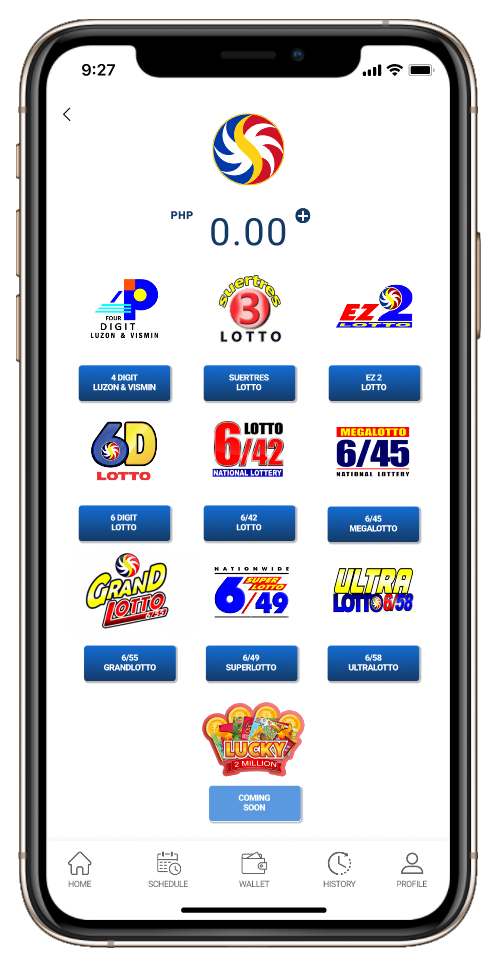 9:27
PHP
0.00
FOUR
DIGIT
LUZON & VISMIN
suertres
3
LOTTO
EZ2
LOTTO
4 DIGIT
LUZON & VISMIN
SUERTRES
LOTTO
EZ 2
LOTTO
6D
LOTTO
LOTTO
6/42
NATIONAL LOTTERY
MEGALOTTO
6/45
NATIONAL LOTTERY
6 DIGIT
LOTTO
6/42
LOTTO
6/45
MEGALOTTO
GRAND
LOTTO
6/55
NATIONWIDE
SUPER
LOTTO
6/49
ULTRA
LOTTO 6/58
6/55
GRANDLOTTO
6/49
SUPERLOTTO
6/58
ULTRALOTTO
LUCKY
2 MILLION
COMING
SOON
HOME
SCHEDULE
WALLET
HISTORY
PROFILE